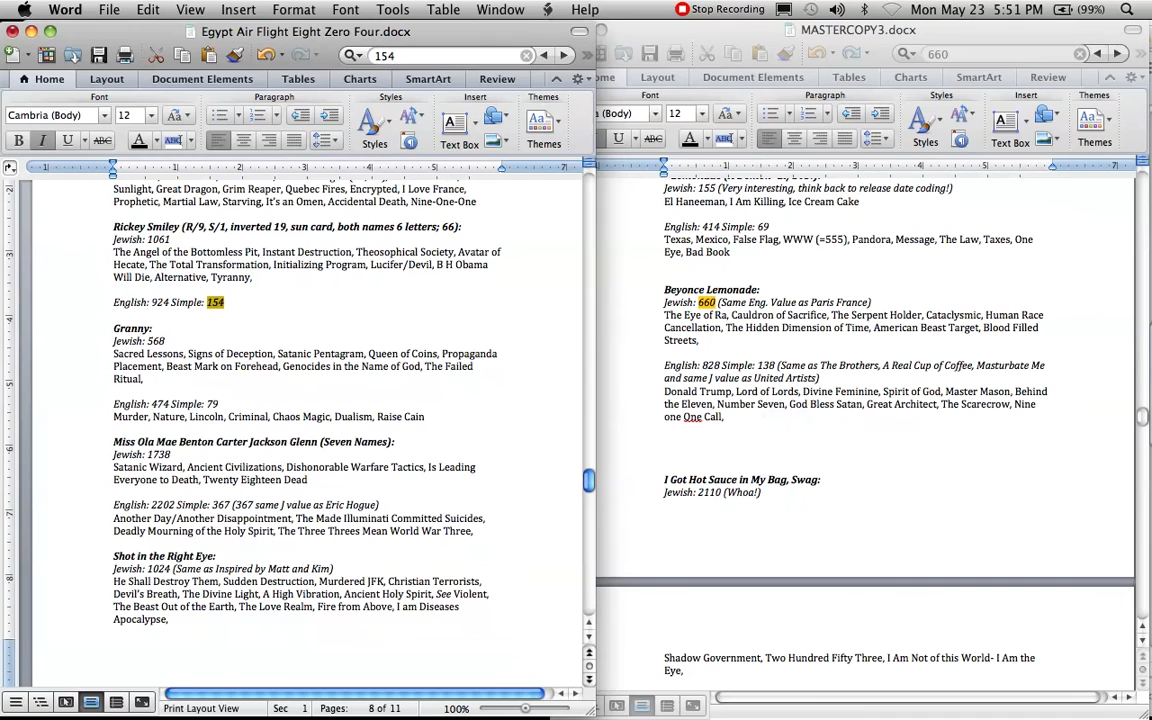 Word File Edit View Insert Format Font Tools Table Window Help Stop Recording Mon May 23 5:51 PM (99%)
Egypt Air Flight Eight Zero Four.docx
154
Home Layout Document Elements Tables Charts SmartArt Review
Font Paragraph Styles Insert Themes
Cambria (Body) 12 Aa
B I U ABC A ABC Styles Text Box Themes
Sunlight, Great Dragon, Grim Reaper, Quebec Fires, Encrypted, I Love France,
Prophetic, Martial Law, Starving, It's an Omen, Accidental Death, Nine-One-One
Rickey Smiley (R/9, S/1, inverted 19, sun card, both names 6 letters; 66):
Jewish: 1061
The Angel of the Bottomless Pit, Instant Destruction, Theosophical Society, Avatar of
Hecate, The Total Transformation, Initializing Program, Lucifer/Devil, B H Obama
Will Die, Alternative, Tyranny,
English: 924 Simple: 154
Granny:
Jewish: 568
Sacred Lessons, Signs of Deception, Satanic Pentagram, Queen of Coins, Propaganda
Placement, Beast Mark on Forehead, Genocides in the Name of God, The Failed
Ritual,
English: 474 Simple: 79
Murder, Nature, Lincoln, Criminal, Chaos Magic, Dualism, Raise Cain
Miss Ola Mae Benton Carter Jackson Glenn (Seven Names):
Jewish: 1738
Satanic Wizard, Ancient Civilizations, Dishonorable Warfare Tactics, Is Leading
Everyone to Death, Twenty Eighteen Dead
English: 2202 Simple: 367 (367 same J value as Eric Hogue)
Another Day/Another Disappointment, The Made Illuminati Committed Suicides,
Deadly Mourning of the Holy Spirit, The Three Threes Mean World War Three,
Shot in the Right Eye:
Jewish: 1024 (Same as Inspired by Matt and Kim)
He Shall Destroy Them, Sudden Destruction, Murdered JFK, Christian Terrorists,
Devil's Breath, The Divine Light, A High Vibration, Ancient Holy Spirit, See Violent,
The Beast Out of the Earth, The Love Realm, Fire from Above, I am Diseases
Apocalypse,
Print Layout View Sec 1 Pages: 8 of 11 100%
MASTERCOPY3.docx
660
ome Layout Document Elements Tables Charts SmartArt Review
Font Paragraph Styles Insert Themes
a (Body) 12 Aa
U ABC A ABC Styles Text Box Themes
Jewish: 155 (Very interesting, think back to release date coding!)
El Haneeman, I Am Killing, Ice Cream Cake
English: 414 Simple: 69
Texas, Mexico, False Flag, WWW (=555), Pandora, Message, The Law, Taxes, One
Eye, Bad Book
Beyonce Lemonade:
Jewish: 660 (Same Eng. Value as Paris France)
The Eye of Ra, Cauldron of Sacrifice, The Serpent Holder, Cataclysmic, Human Race
Cancellation, The Hidden Dimension of Time, American Beast Target, Blood Filled
Streets,
English: 828 Simple: 138 (Same as The Brothers, A Real Cup of Coffee, Masturbate Me
and same J value as United Artists)
Donald Trump, Lord of Lords, Divine Feminine, Spirit of God, Master Mason, Behind
the Eleven, Number Seven, God Bless Satan, Great Architect, The Scarecrow, Nine
one One Call,
I Got Hot Sauce in My Bag, Swag:
Jewish: 2110 (Whoa!)
Shadow Government, Two Hundred Fifty Three, I Am Not of this World- I Am the
Eye,